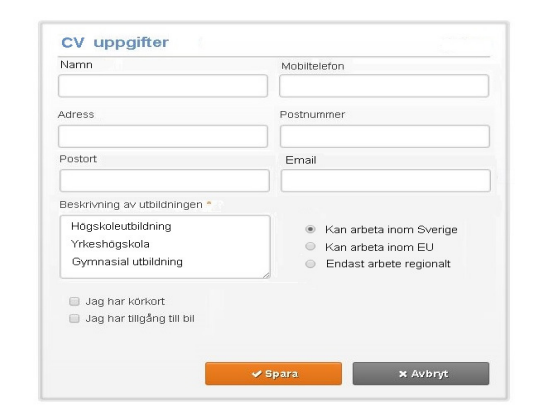 CV uppgifter
Namn
Mobiltelefon
Adress
Postnummer
Postort
Email
Beskrivning av utbildningen *
Högskoleutbildning
Yrkeshögskola
Gymnasial utbildning
Kan arbeta inom Sverige
Kan arbeta inom EU
Endast arbete regionalt
Jag har körkort
Jag har tillgång till bil
Spara
Avbryt